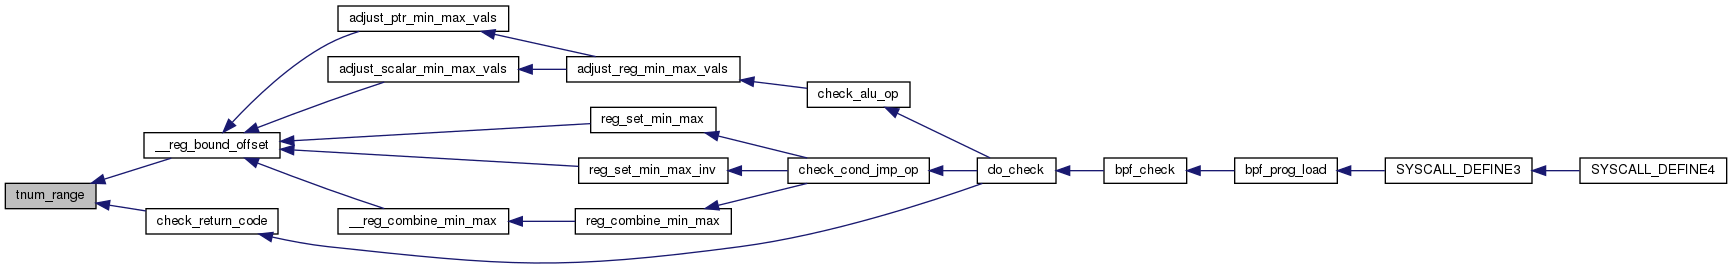 adjust_ptr_min_max_vals
adjust_scalar_min_max_vals
adjust_reg_min_max_vals
check_alu_op
reg_set_min_max
__reg_bound_offset
reg_set_min_max_inv
check_cond_jmp_op
do_check
bpf_check
bpf_prog_load
SYSCALL_DEFINE3
SYSCALL_DEFINE4
tnum_range
check_return_code
__reg_combine_min_max
reg_combine_min_max